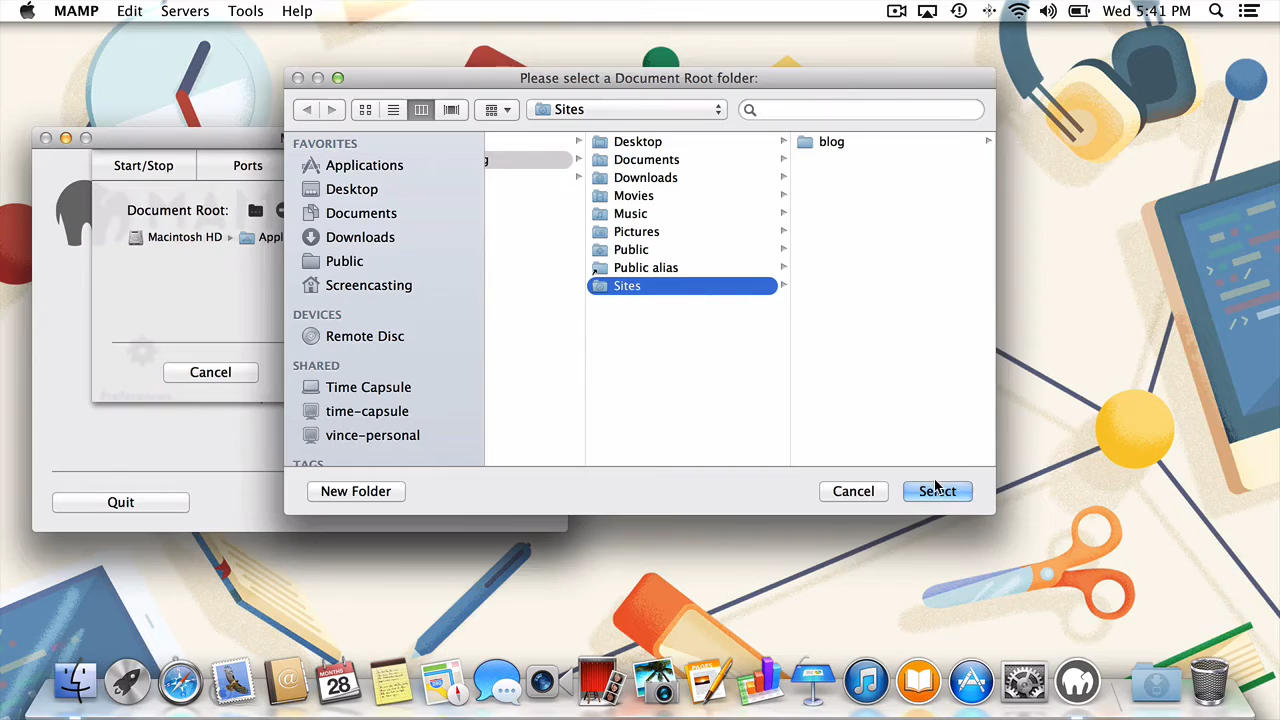 MAMP Edit Servers Tools Help Wed 5:41 PM
Please select a Document Root folder:
Sites
Start/Stop Ports
Document Root:
Macintosh HD
Cancel
Quit
FAVORITES
Applications
Desktop
Documents
Downloads
Public
Screencasting
DEVICES
Remote Disc
SHARED
Time Capsule
time-capsule
vince-personal
TAGS
g
Desktop
Documents
Downloads
Movies
Music
Pictures
Public
Public alias
Sites
blog
New Folder Cancel Select
MONTHS
28
PAGES